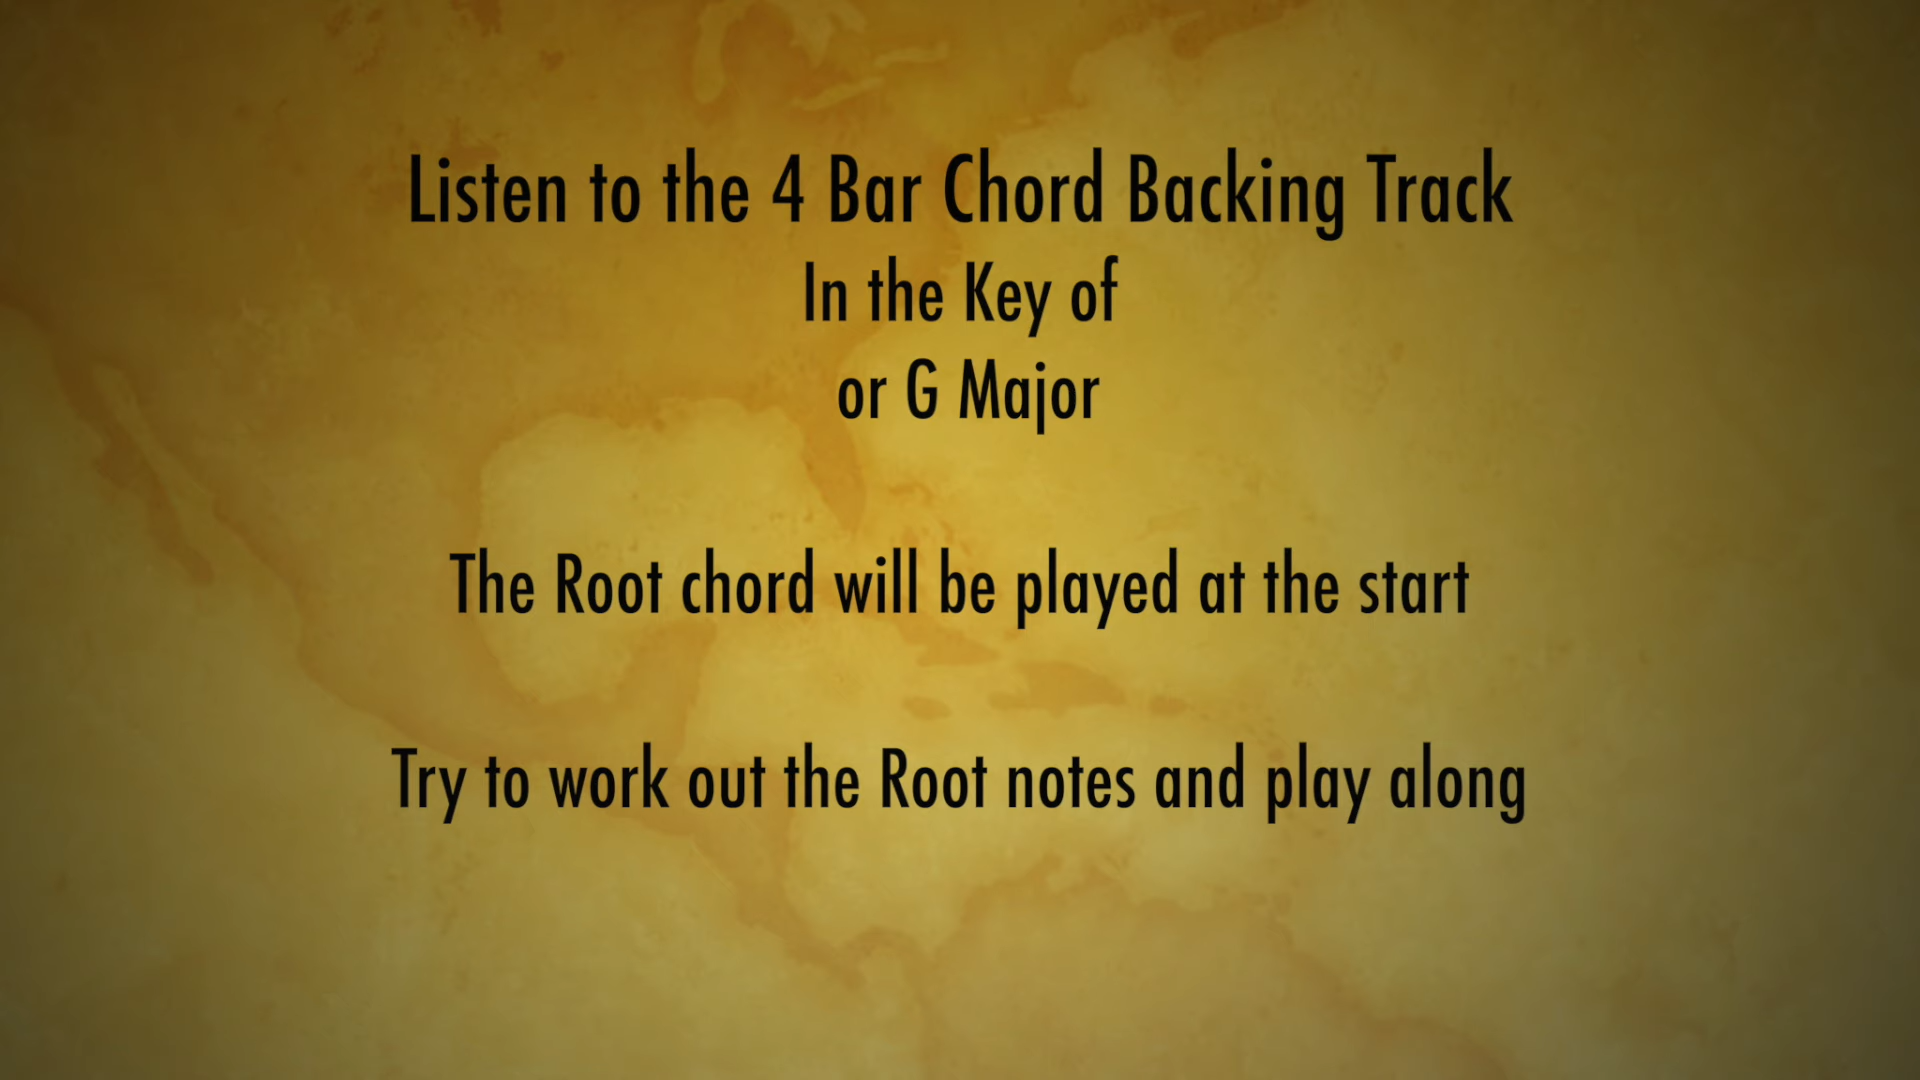 Listen to the 4 Bar Chord Backing Track
In the Key of
or G Major
The Root chord will be played at the start
Try to work out the Root notes and play along